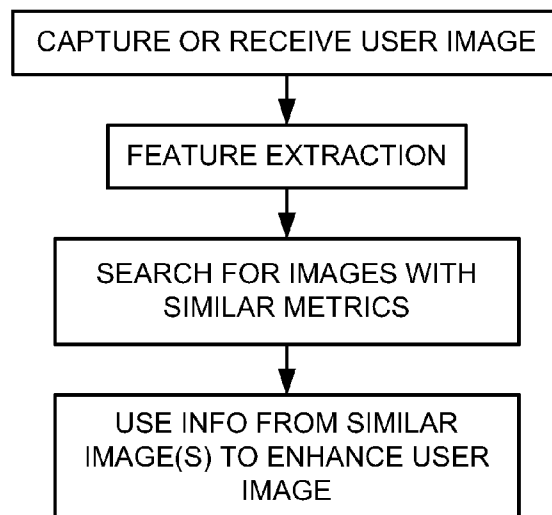 CAPTURE OR RECEIVE USER IMAGE
FEATURE EXTRACTION
SEARCH FOR IMAGES WITH
SIMILAR METRICS
USE INFO FROM SIMILAR
IMAGE(S) TO ENHANCE USER
IMAGE